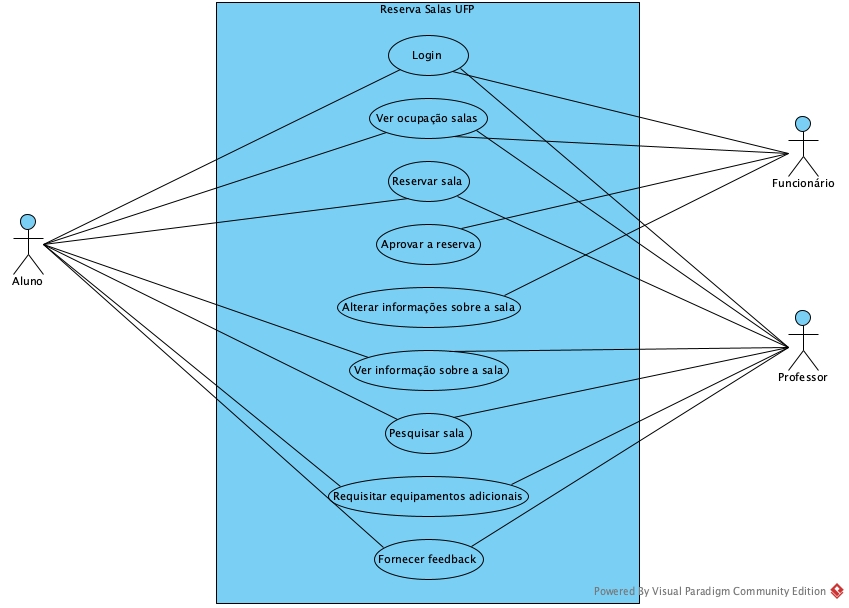 Reserva Salas UFP
Login
Ver ocupação salas
Funcionário
Reservar sala
Aprovar a reserva
Aluno
Alterar informações sobre a sala
Ver informação sobre a sala
Professor
Pesquisar sala
Requisitar equipamentos adicionais
Fornecer feedback
Powered By Visual Paradigm Community Edition